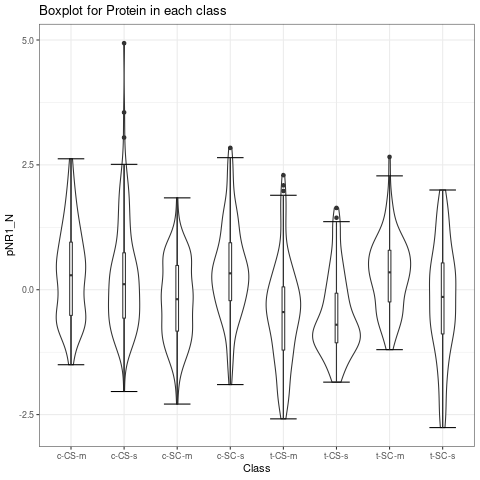 Boxplot for Protein in each class
pNR1_N
5.0
2.5
0.0
-2.5
c-CS-m c-CS-s c-SC-m c-SC-s t-CS-m t-CS-s t-SC-m t-SC-s
Class